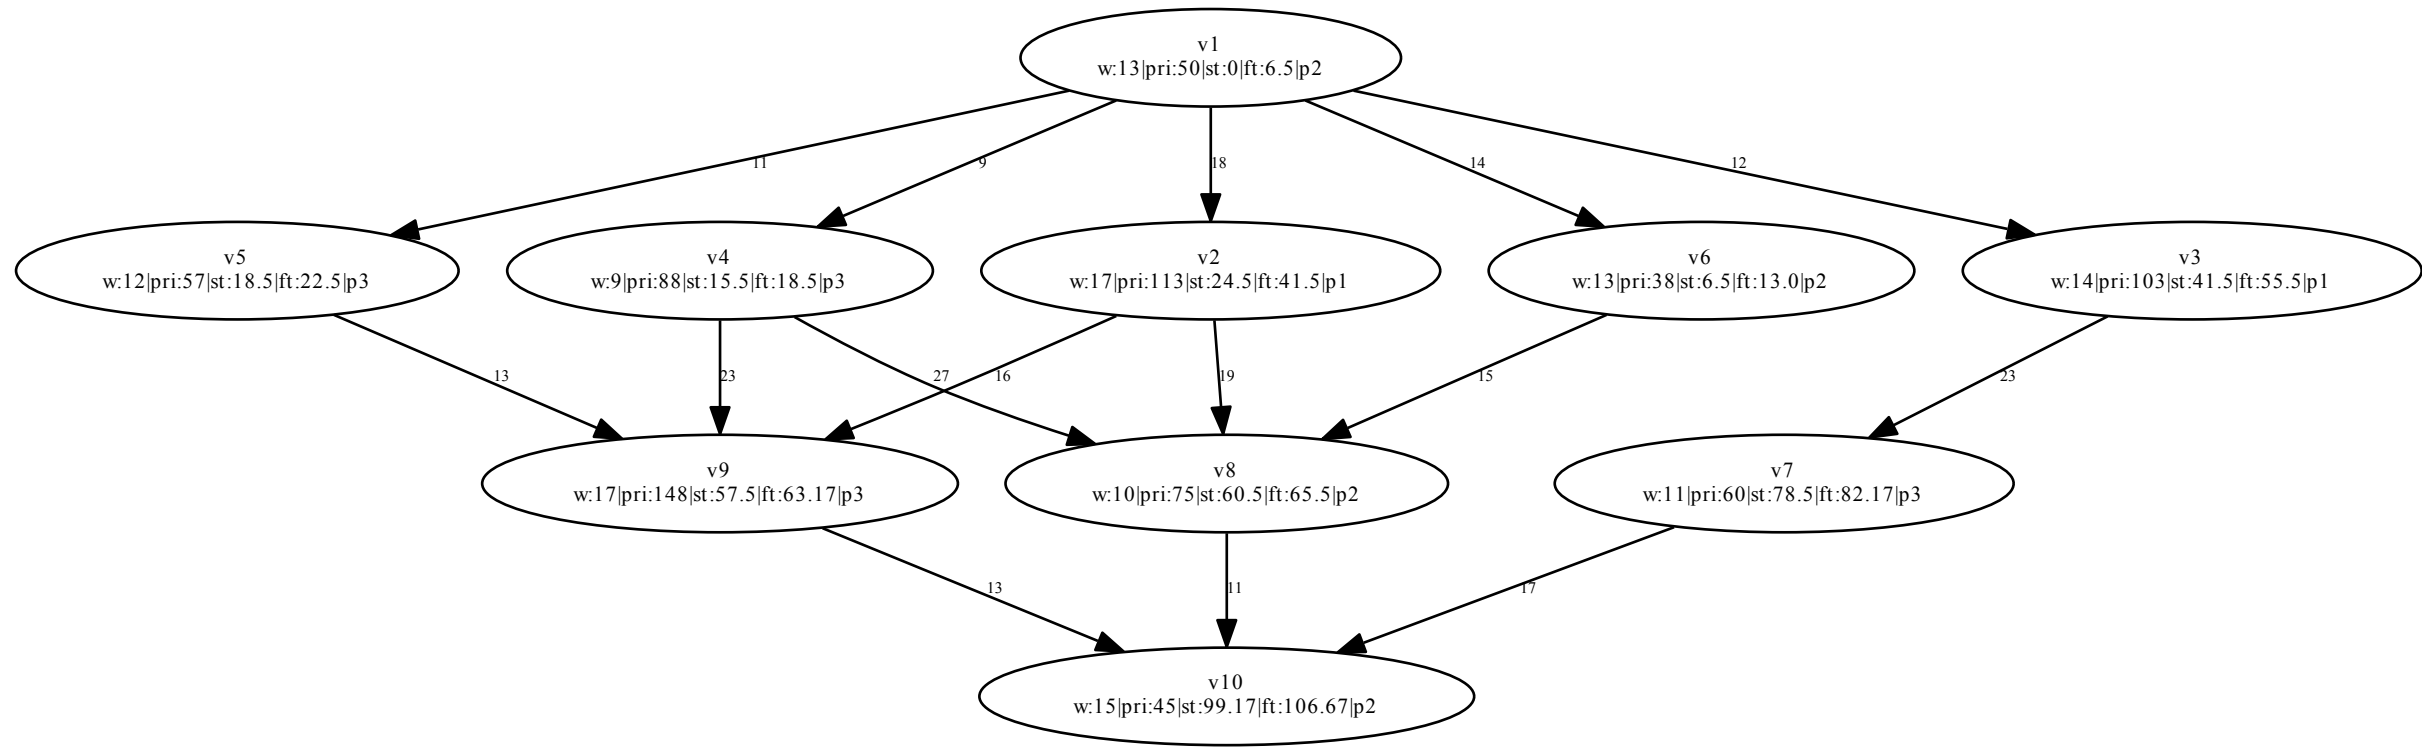 v1
w:13|pri:50|st:0|ft:6.5|p2
11
9
18
14
12
v5
w:12|pri:57|st:18.5|ft:22.5|p3
v4
w:9|pri:88|st:15.5|ft:18.5|p3
v2
w:17|pri:113|st:24.5|ft:41.5|p1
v6
w:13|pri:38|st:6.5|ft:13.0|p2
v3
w:14|pri:103|st:41.5|ft:55.5|p1
13
23
27
16
19
15
23
v9
w:17|pri:148|st:57.5|ft:63.17|p3
v8
w:10|pri:75|st:60.5|ft:65.5|p2
v7
w:11|pri:60|st:78.5|ft:82.17|p3
13
11
17
v10
w:15|pri:45|st:99.17|ft:106.67|p2